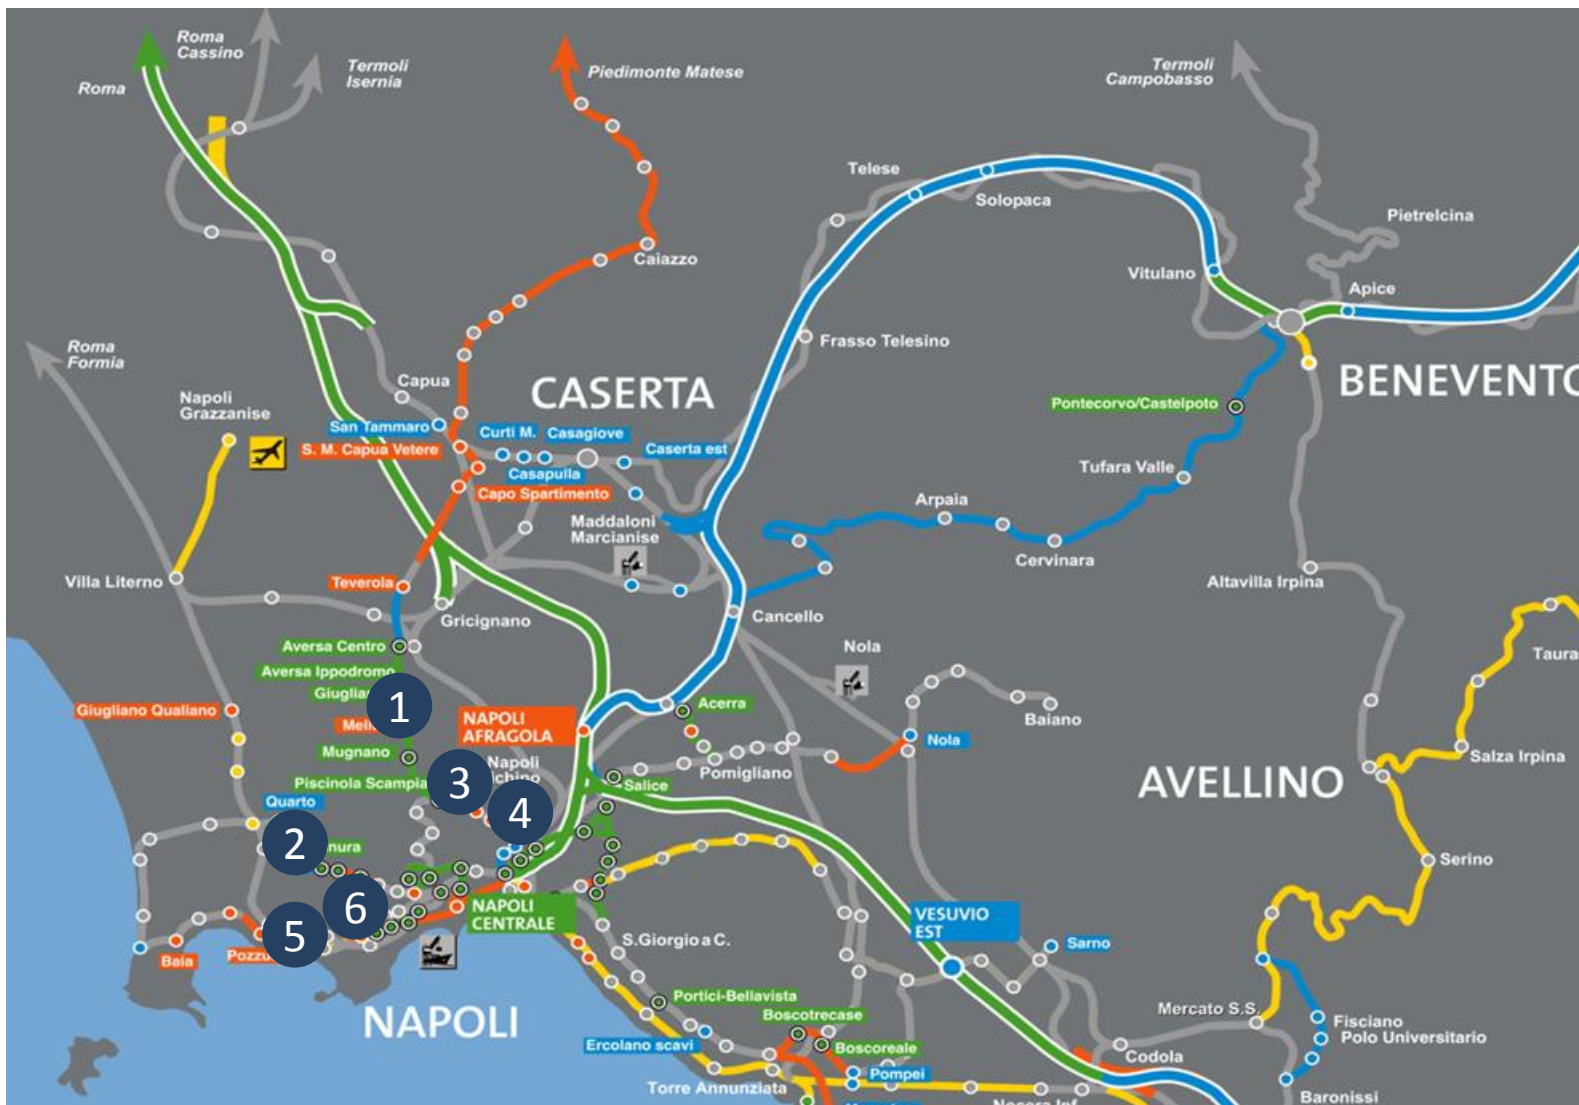 Roma
Cassino
Roma
Termoli
Isernia
Piedimonte Matese
Termoli
Campobasso
Telese
Solopaca
Pietrelcina
Caiazzo
Vitulano
Apice
Roma
Formia
Frasso Telesino
Capua
CASERTA
BENEVENTO
Napoli
Grazzanise
San Tammaro
Curti M.
Casagiove
Caserta est
Pontecorvo/Castelpoto
S. M. Capua Vetere
Casapulla
Capo Spartimento
Tufara Valle
Arpaia
Maddaloni
Marcianise
Cervinara
Villa Literno
Teverola
Altavilla Irpina
Gricignano
Cancello
Aversa Centro
Nola
Aversa Ippodromo
Taura
1
Giugliano Qualiano
NAPOLI
AFRAGOLA
Acerra
Baiano
Nola
Mugnano
Salza Irpina
Napoli
Pomigliano
Piscinola Scampia
3
Salice
AVELLINO
Quarto
4
2
Serino
6
NAPOLI
CENTRALE
VESUVIO
EST
5
S.Giorgio a C.
Sarno
Baia
NAPOLI
Portici-Bellavista
Mercato S.S.
Boscotrecase
Fisciano
Polo Universitario
Ercolano scavi
Boscoreale
Codola
Pompei
Torre Annunziata
Baronissi